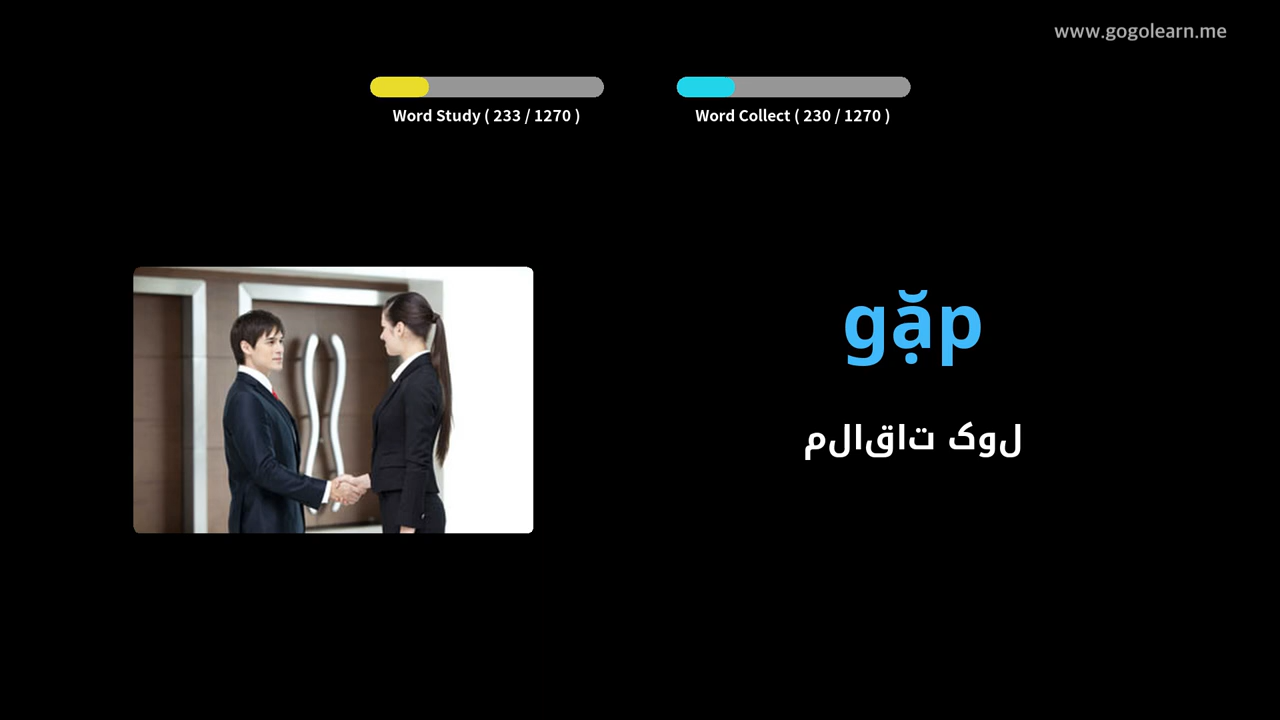 www.gogolearn.me
Word Study ( 233 / 1270 )
Word Collect ( 230 / 1270 )
gặp
ملاقات کول